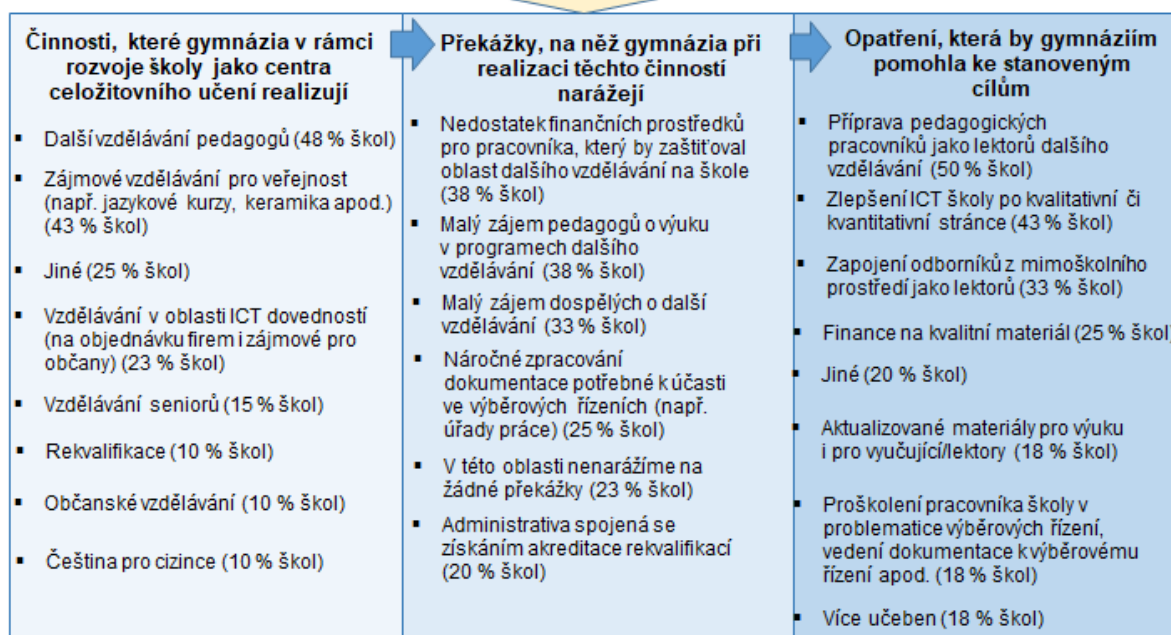 Činnosti, které gymnázia v rámci
rozvoje školy jako centra
celožitovního učení realizují
▪ Další vzdělávání pedagogů (48 % škol)
▪ Zájmové vzdělávání pro veřejnost
(např. jazykové kurzy, keramika apod.)
(43 % škol)
▪ Jiné (25 % škol)
▪ Vzdělávání v oblasti ICT dovedností
(na objednávku firem i zájmové pro
občany) (23 % škol)
▪ Vzdělávání seniorů (15 % škol)
▪ Rekvalifikace (10 % škol)
▪ Občanské vzdělávání (10 % škol)
▪ Čeština pro cizince (10 % škol)
Překážky, na něž gymnázia při
realizaci těchto činností
narážejí
▪ Nedostatek finančních prostředků
pro pracovníka, který by zaštiťoval
oblast dalšího vzdělávání na škole
(38 % škol)
▪ Malý zájem pedagogů o výuku
v programech dalšího
vzdělávání (38 % škol)
▪ Malý zájem dospělých o další
vzdělávání (33 % škol)
▪ Náročné zpracování
dokumentace potřebné k účasti
ve výběrových řízeních (např.
úřady práce) (25 % škol)
▪ V této oblasti nenarážíme na
žádné překážky (23 % škol)
▪ Administrativa spojená se
získáním akreditace rekvalifikací
(20 % škol)
Opatření, která by gymnáziím
pomohla ke stanoveným
cílům
▪ Příprava pedagogických
pracovníků jako lektorů dalšího
vzdělávání (50 % škol)
▪ Zlepšení ICT školy po kvalitativní či
kvantitativní stránce (43 % škol)
▪ Zapojení odborníků z mimoškolního
prostředí jako lektorů (33 % škol)
▪ Finance na kvalitní materiál (25 % škol)
▪ Jiné (20 % škol)
▪ Aktualizované materiály pro výuku
i pro vyučující/lektory (18 % škol)
▪ Proškolení pracovníka školy v
problematice výběrových řízení,
vedení dokumentace k výběrovému
řízení apod. (18 % škol)
▪ Více učeben (18 % škol)